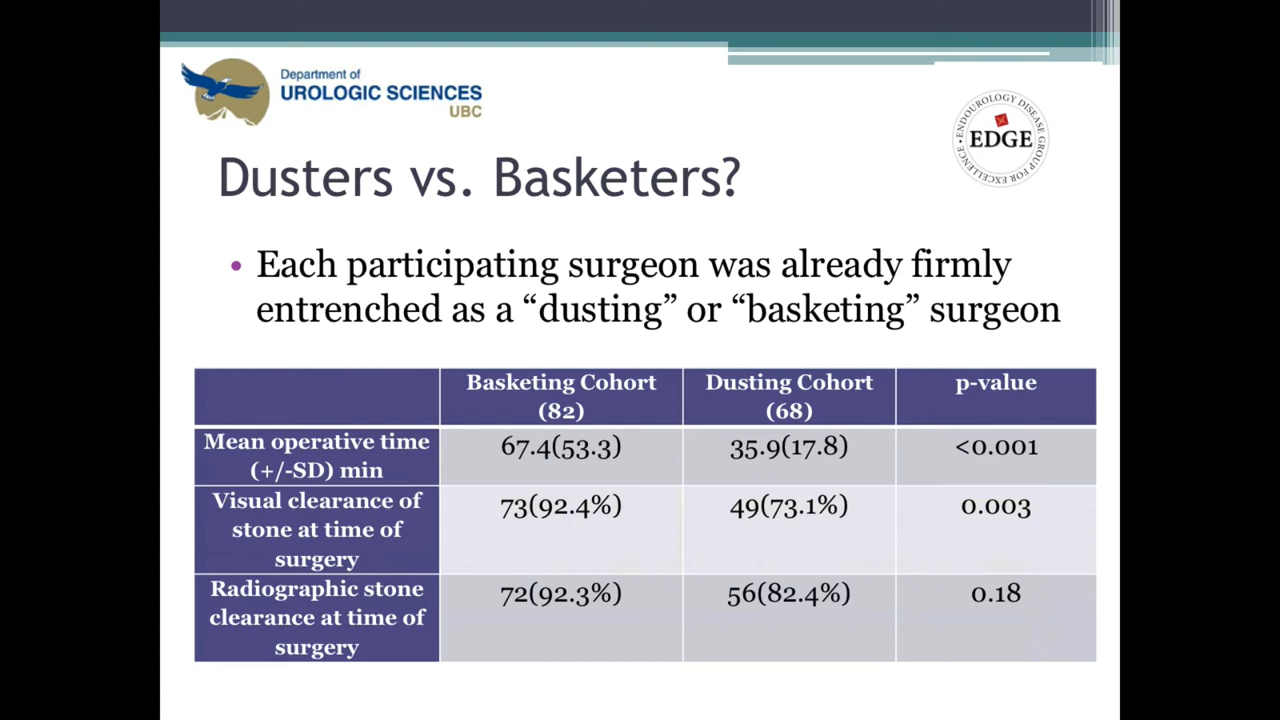 Department of
UROLOGIC SCIENCES
UBC
• ENDOUROLOGY DISEASE GROUP FOR EXCELLENCE
EDGE
Dusters vs. Basketers?
• Each participating surgeon was already firmly
entrenched as a “dusting” or “basketing” surgeon
Basketing Cohort
(82)
Dusting Cohort
(68)
p-value
Mean operative time
(+/-SD) min
67.4(53.3)
35.9(17.8)
<0.001
Visual clearance of
stone at time of
surgery
73(92.4%)
49(73.1%)
0.003
Radiographic stone
clearance at time of
surgery
72(92.3%)
56(82.4%)
0.18